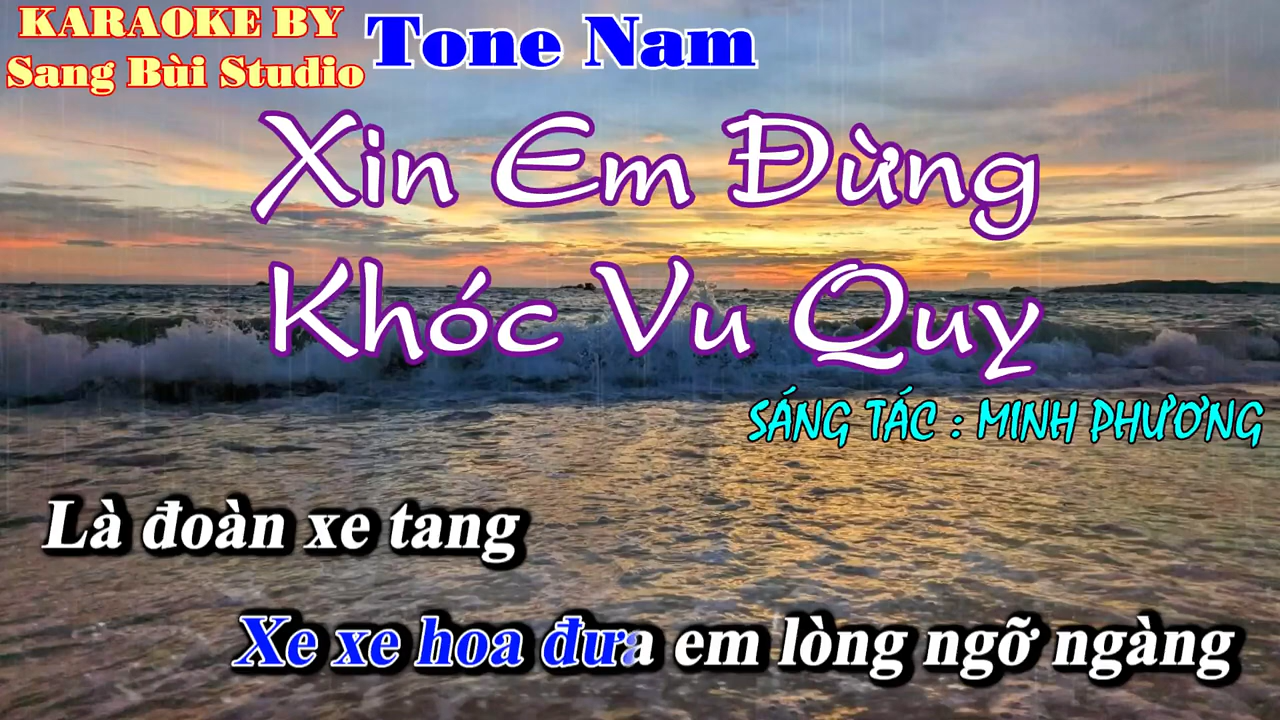 KARAOKE BY
Sang Bùi Studio
Tone Nam
Xin Em Đừng
Khóc Vu Quy
SÁNG TÁC : MINH PHƯƠNG
Là đoàn xe tang
Xe xe hoa đưa em lòng ngỡ ngàng